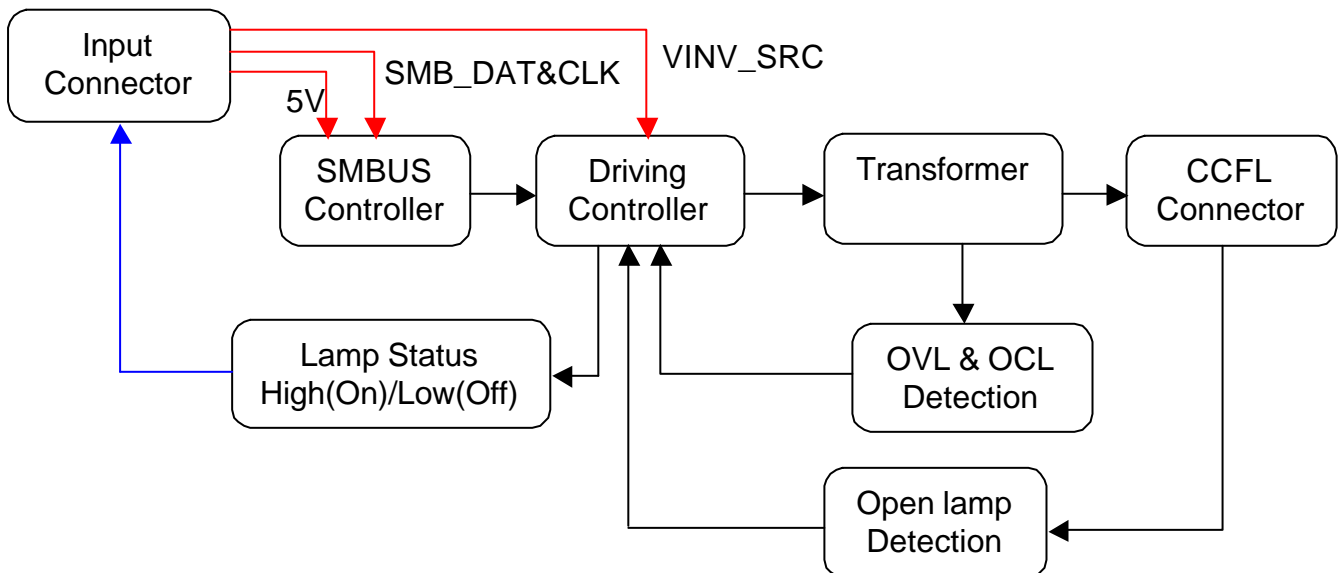 Input
Connector
VINV_SRC
SMB_DAT&CLK
5V
SMBUS
Controller
Driving
Controller
Transformer
CCFL
Connector
Lamp Status
High(On)/Low(Off)
OVL & OCL
Detection
Open lamp
Detection